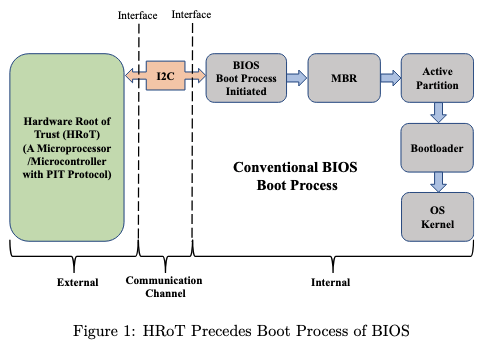 Interface
Interface
I2C
BIOS
Boot Process
Initiated
MBR
Active
Partition
Hardware Root of
Trust (HRoT)
(A Microprocessor
/Microcontroller
with PIT Protocol)
Bootloader
Conventional BIOS
Boot Process
OS
Kernel
External
Communication
Channel
Internal
Figure 1: HRoT Precedes Boot Process of BIOS